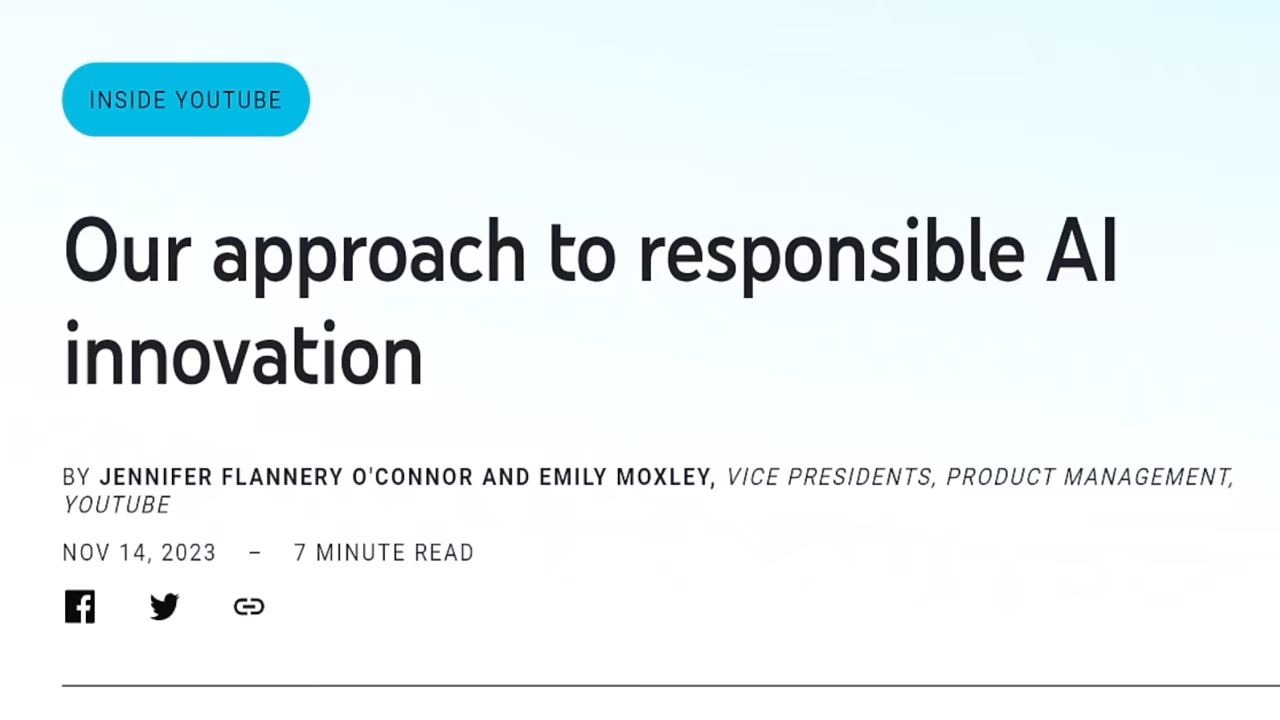 INSIDE YOUTUBE
Our approach to responsible AI
innovation
BY JENNIFER FLANNERY O'CONNOR AND EMILY MOXLEY, VICE PRESIDENTS, PRODUCT MANAGEMENT,
YOUTUBE
NOV 14, 2023 – 7 MINUTE READ